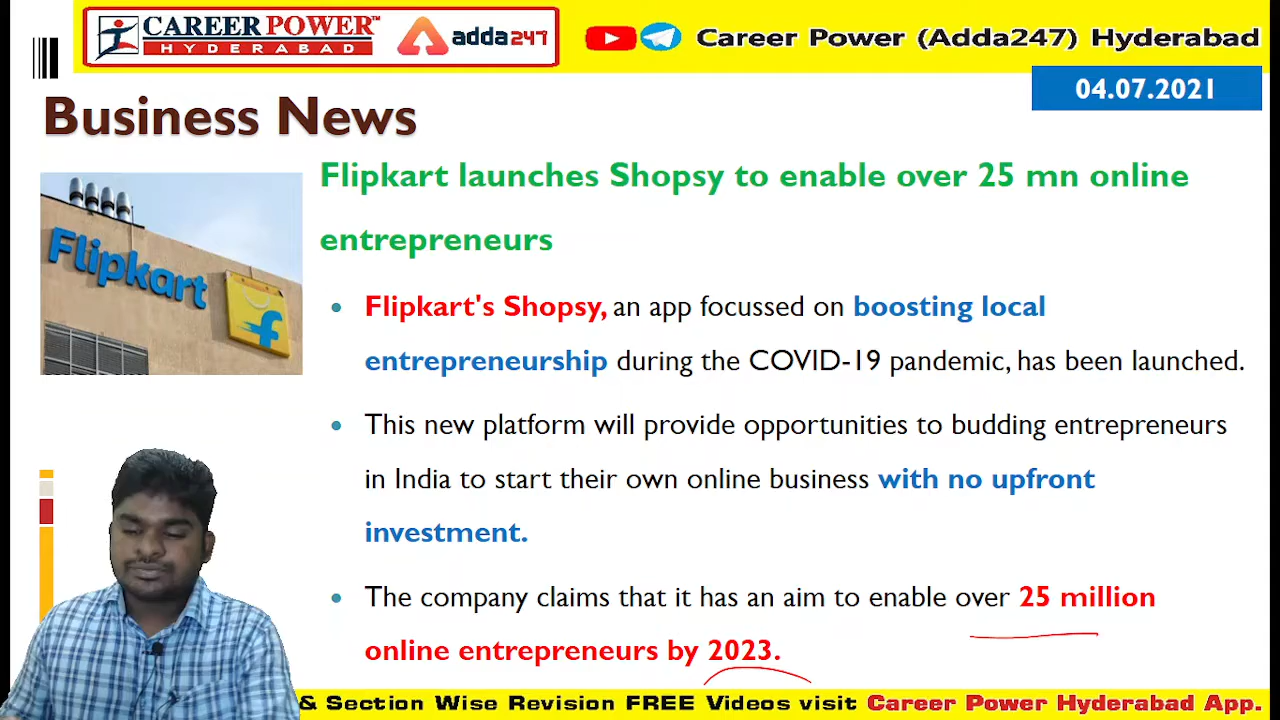 CAREER POWER™
HYDERABAD
adda247
Career Power (Adda247) Hyderabad
04.07.2021
Business News
Flipkart
Flipkart launches Shopsy to enable over 25 mn online
entrepreneurs
• Flipkart's Shopsy, an app focussed on boosting local
entrepreneurship during the COVID-19 pandemic, has been launched.
• This new platform will provide opportunities to budding entrepreneurs
in India to start their own online business with no upfront
investment.
• The company claims that it has an aim to enable over 25 million
online entrepreneurs by 2023.
& Section Wise Revision FREE Videos visit Career Power Hyderabad App.